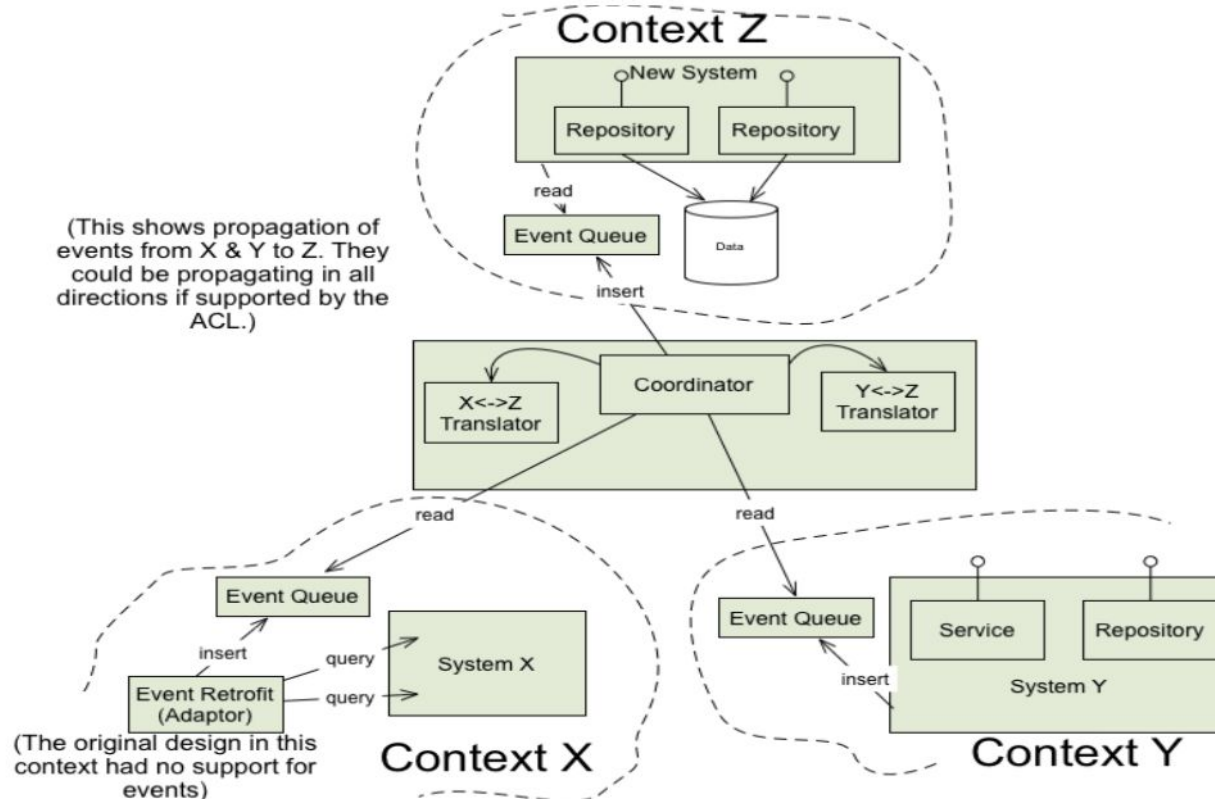 Context Z
New System
Repository
Repository
read
Event Queue
Data
(This shows propagation of
events from X & Y to Z. They
could be propagating in all
directions if supported by the
ACL.)
insert
Coordinator
X<->Z
Translator
Y<->Z
Translator
read
read
Event Queue
insert
query
query
System X
Event Retrofit
(Adaptor)
(The original design in this
context had no support for
events)
Context X
Event Queue
Service
Repository
insert
System Y
Context Y